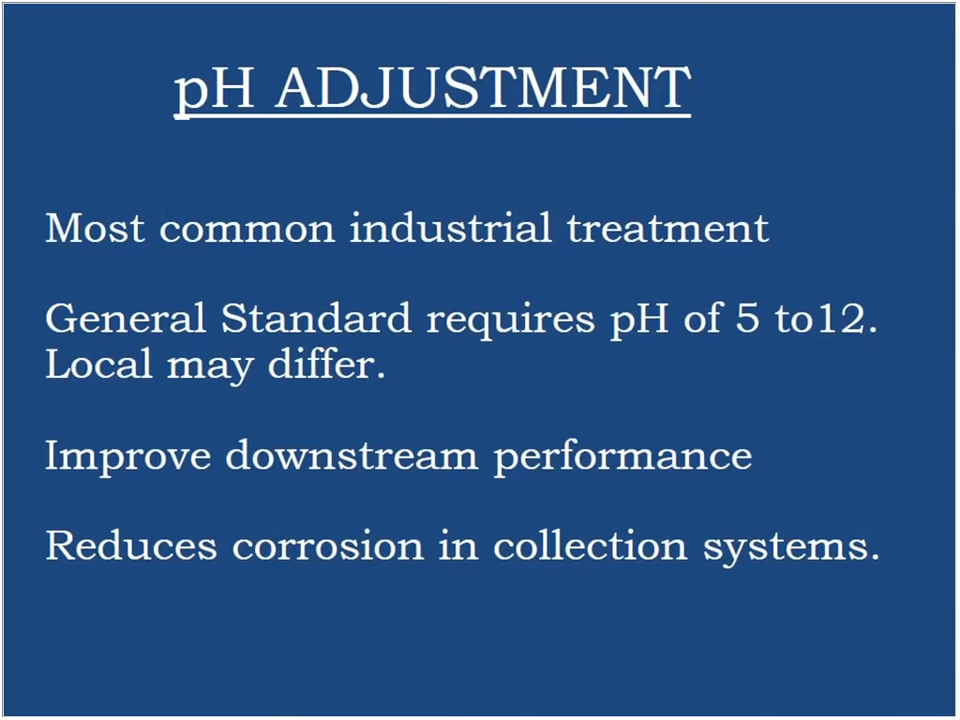 pH ADJUSTMENT
Most common industrial treatment
General Standard requires pH of 5 to12.
Local may differ.
Improve downstream performance
Reduces corrosion in collection systems.